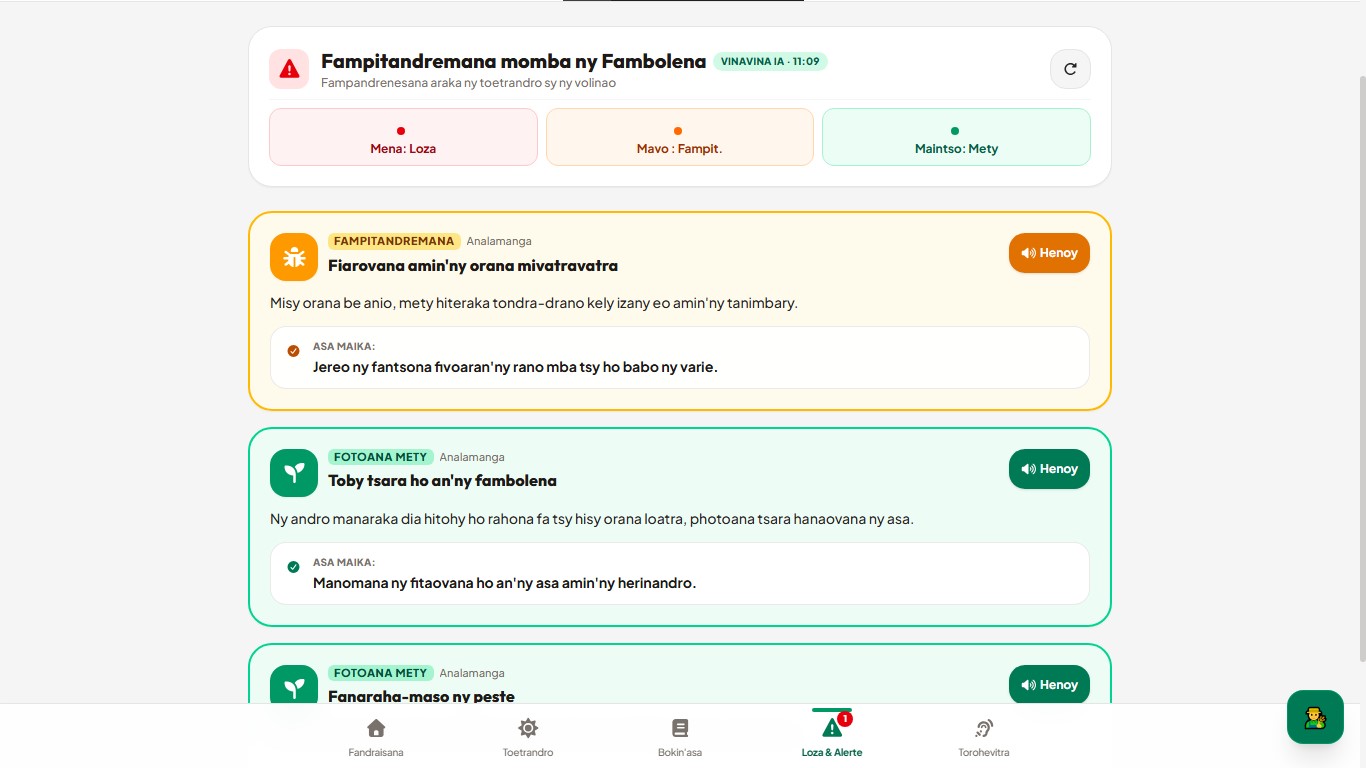 Fampitandremana momba ny Fambolena
VINAVINA IA · 11:09
Fampandrenesana araka ny toetrandro sy ny volinao
Mena: Loza
Mavo : Fampit.
Maintso: Mety
FAMPITANDREMANA Analamanga
Fiarovana amin'ny orana mivatravatra
Henoy
Misy orana be anio, mety hiteraka tondra-drano kely izany eo amin'ny tanimbary.
ASA MAIKA:
Jereo ny fantsona fivoaran'ny rano mba tsy ho babo ny varie.
FOTOANA METY Analamanga
Toby tsara ho an'ny fambolena
Henoy
Ny andro manaraka dia hitohy ho rahona fa tsy hisy orana loatra, photoana tsara hanaovana ny asa.
ASA MAIKA:
Manomana ny fitaovana ho an'ny asa amin'ny herinandro.
FOTOANA METY Analamanga
Fanaraha-maso ny peste
Henoy
Fandraisana
Toetrandro
Bokin'asa
1
Loza & Alerte
Torohevitra